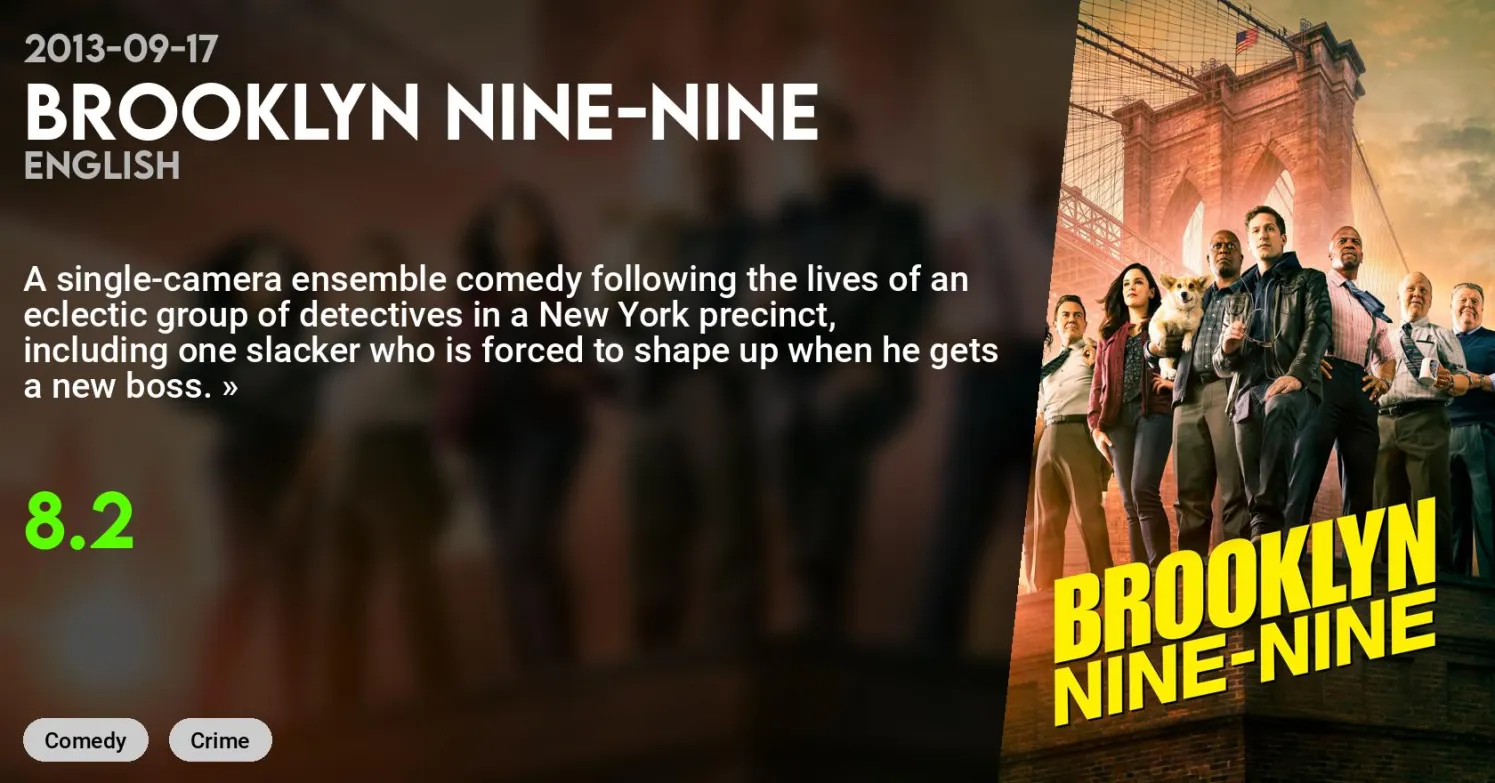 2013-09-17
BROOKLYN NINE-NINE
ENGLISH
A single-camera ensemble comedy following the lives of an
eclectic group of detectives in a New York precinct,
including one slacker who is forced to shape up when he gets
a new boss. »
8.2
Comedy
Crime
BROOKLYN
NINE-NINE